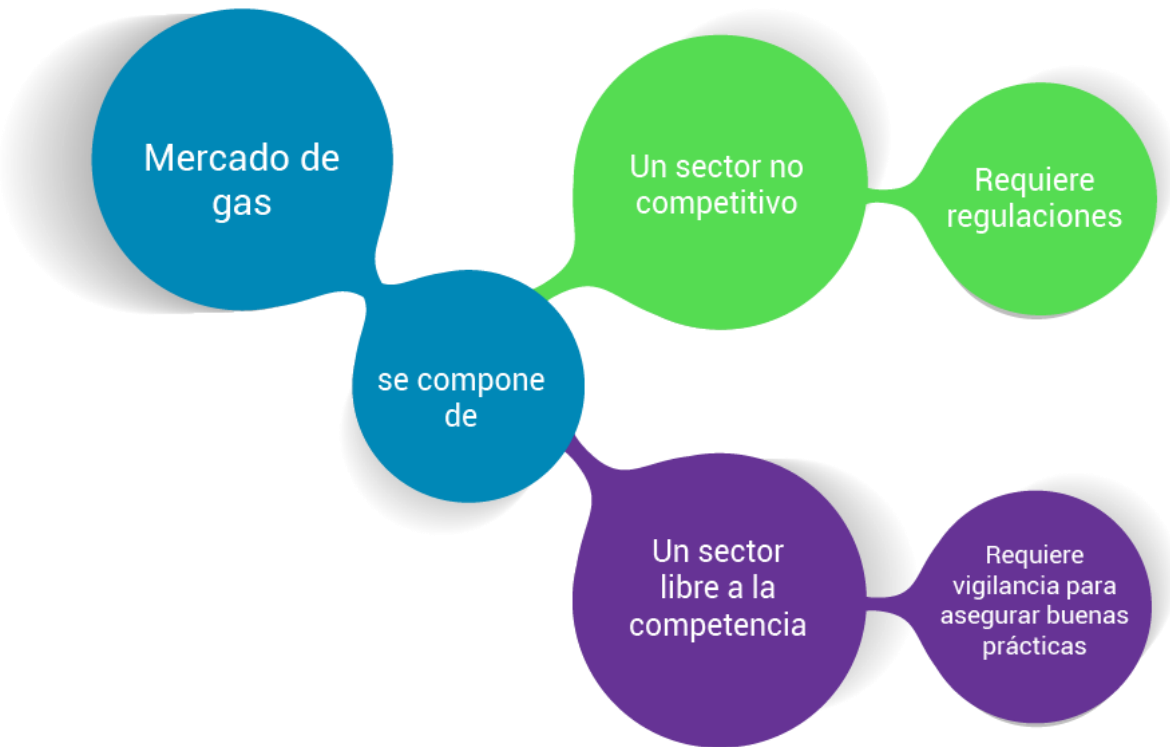 Mercado de
gas
se compone
de
Un sector no
competitivo
Requiere
regulaciones
Un sector
libre a la
competencia
Requiere
vigilancia para
asegurar buenas
prácticas